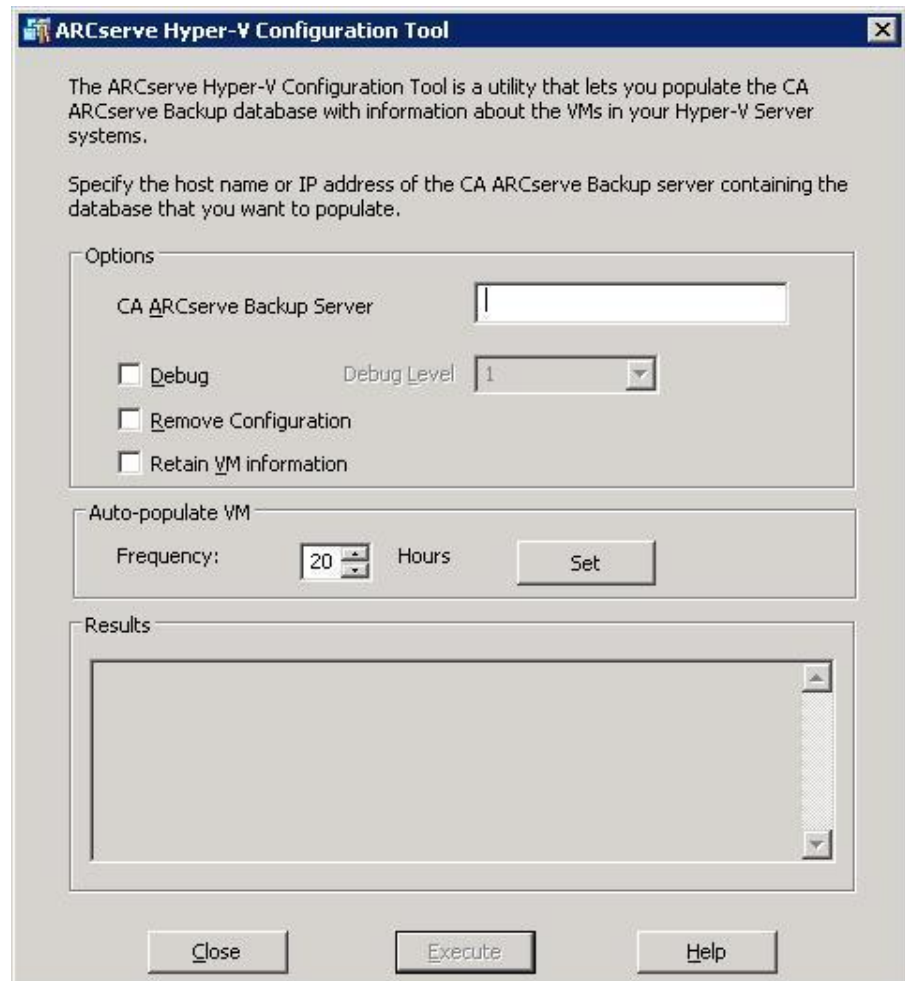 ARCserve Hyper-V Configuration Tool
The ARCserve Hyper-V Configuration Tool is a utility that lets you populate the CA
ARCserve Backup database with information about the VMs in your Hyper-V Server
systems.
Specify the host name or IP address of the CA ARCserve Backup server containing the
database that you want to populate.
Options
CA ARCserve Backup Server
Debug Debug Level 1
Remove Configuration
Retain VM information
Auto-populate VM
Frequency: 20 Hours Set
Results
Close Execute Help